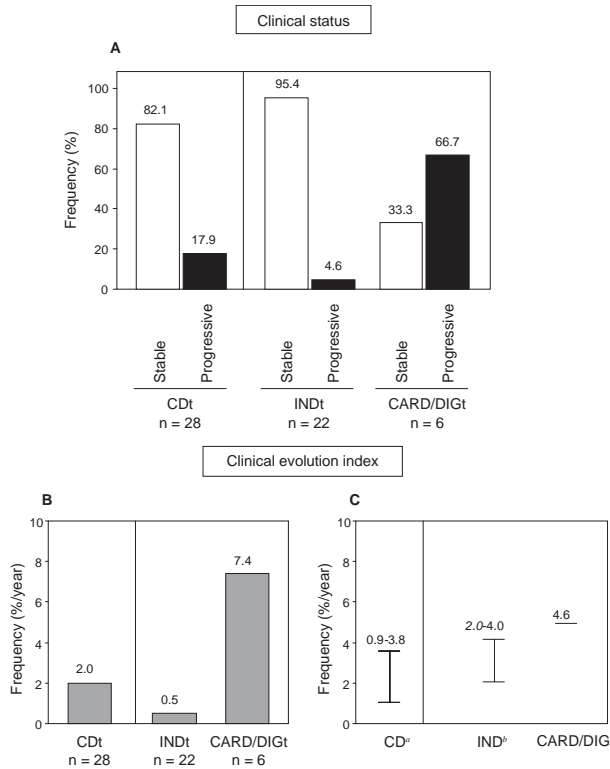 Clinical status
A
Frequency (%)
100
80
60
40
20
0
82.1
17.9
95.4
4.6
33.3
66.7
Stable
Progressive
Stable
Progressive
Stable
Progressive
CDt
n = 28
INDt
n = 22
CARD/DIGt
n = 6
Clinical evolution index
B
Frequency (%/year)
10
8
6
4
2
0
2.0
0.5
7.4
CDt
n = 28
INDt
n = 22
CARD/DIGt
n = 6
C
Frequency (%/year)
10
8
6
4
2
0
0.9-3.8
2.0-4.0
4.6
CDᵃ
INDᵇ
CARD/DIG